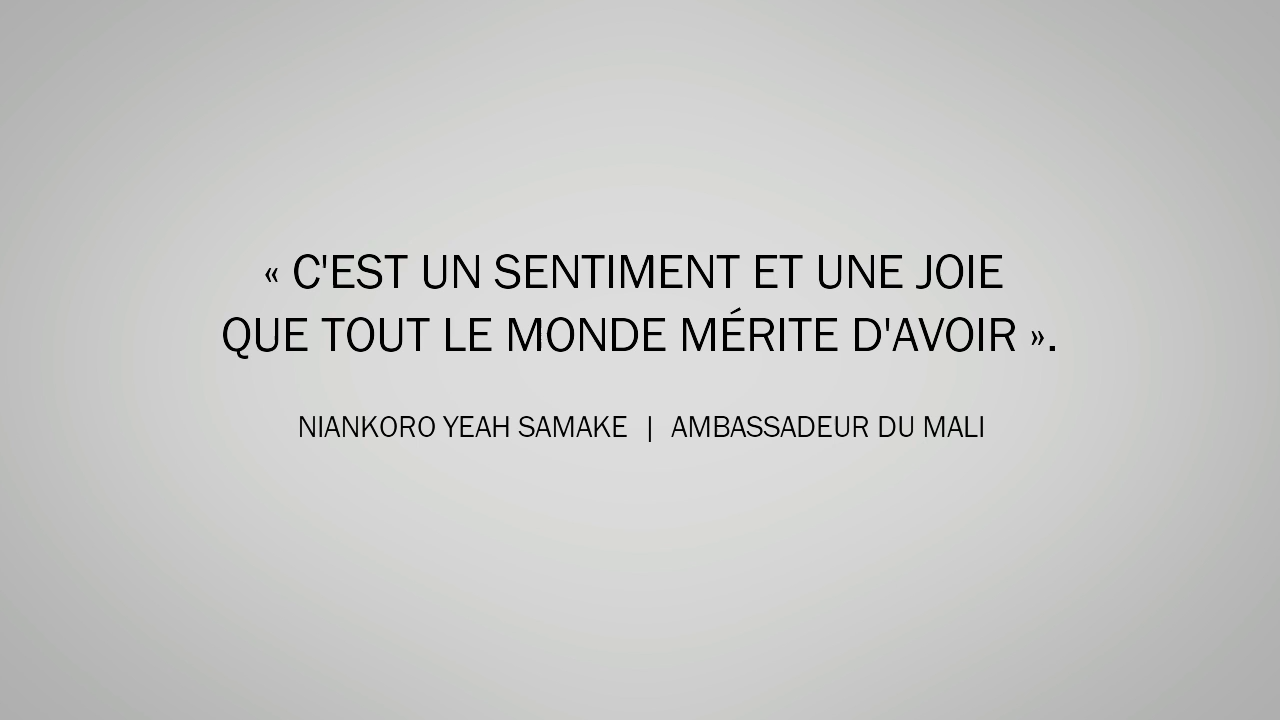 « C'EST UN SENTIMENT ET UNE JOIE
QUE TOUT LE MONDE MÉRITE D'AVOIR ».
NIANKORO YEAH SAMAKE | AMBASSADEUR DU MALI